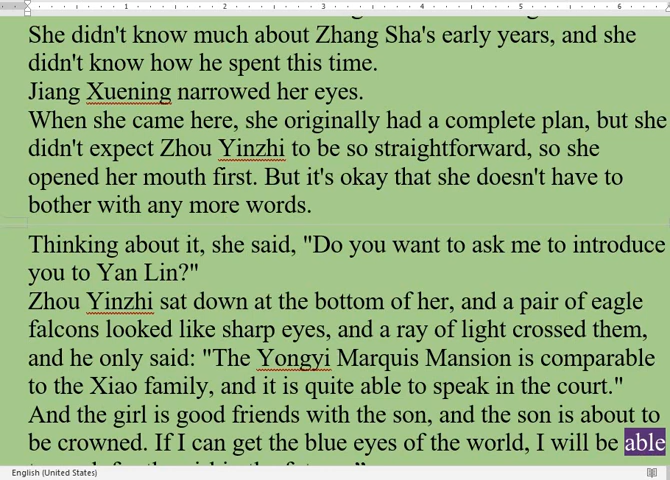 1 2 3 4 5 6
She didn't know much about Zhang Sha's early years, and she
didn't know how he spent this time.
Jiang Xuening narrowed her eyes.
When she came here, she originally had a complete plan, but she
didn't expect Zhou Yinzhi to be so straightforward, so she
opened her mouth first. But it's okay that she doesn't have to
bother with any more words.
Thinking about it, she said, "Do you want to ask me to introduce
you to Yan Lin?"
Zhou Yinzhi sat down at the bottom of her, and a pair of eagle
falcons looked like sharp eyes, and a ray of light crossed them,
and he only said: "The Yongyi Marquis Mansion is comparable
to the Xiao family, and it is quite able to speak in the court."
And the girl is good friends with the son, and the son is about to
be crowned. If I can get the blue eyes of the world, I will be able
English (United States)